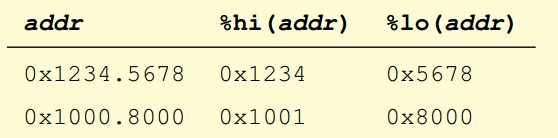 addr %hi(addr) %lo(addr)
0x1234.5678 0x1234 0x5678
0x1000.8000 0x1001 0x8000